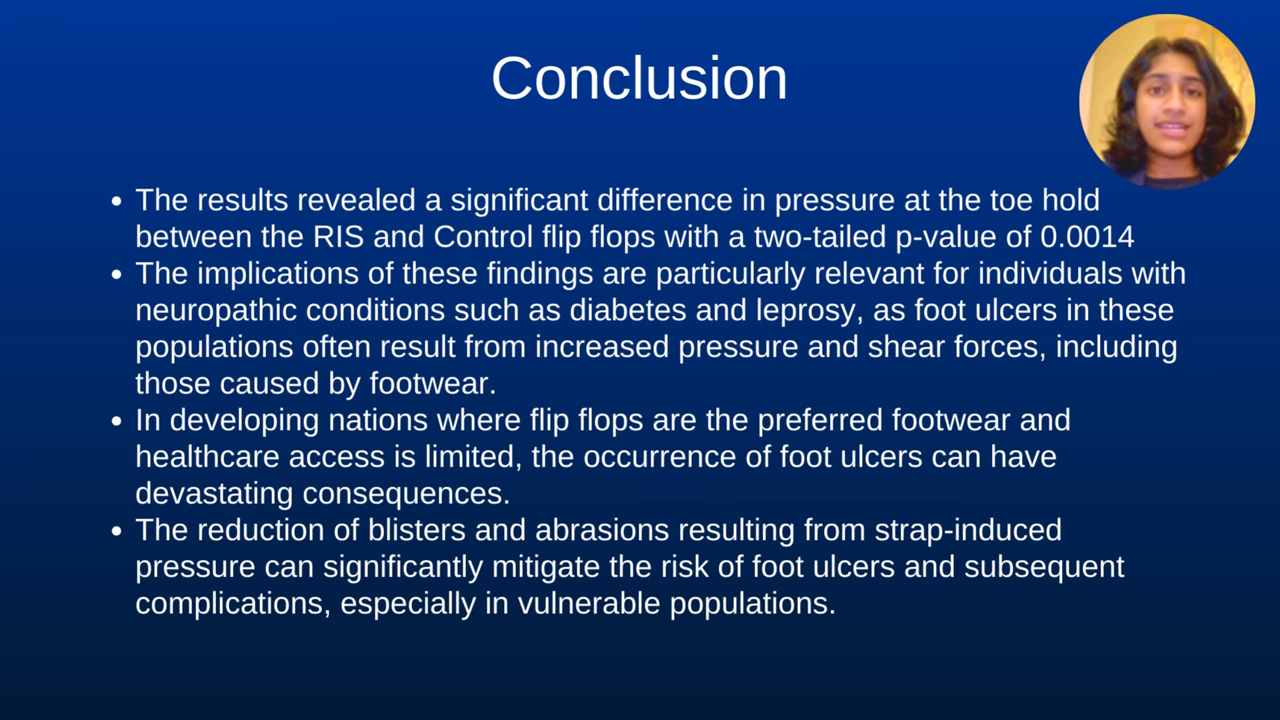 Conclusion
• The results revealed a significant difference in pressure at the toe hold
between the RIS and Control flip flops with a two-tailed p-value of 0.0014
• The implications of these findings are particularly relevant for individuals with
neuropathic conditions such as diabetes and leprosy, as foot ulcers in these
populations often result from increased pressure and shear forces, including
those caused by footwear.
• In developing nations where flip flops are the preferred footwear and
healthcare access is limited, the occurrence of foot ulcers can have
devastating consequences.
• The reduction of blisters and abrasions resulting from strap-induced
pressure can significantly mitigate the risk of foot ulcers and subsequent
complications, especially in vulnerable populations.